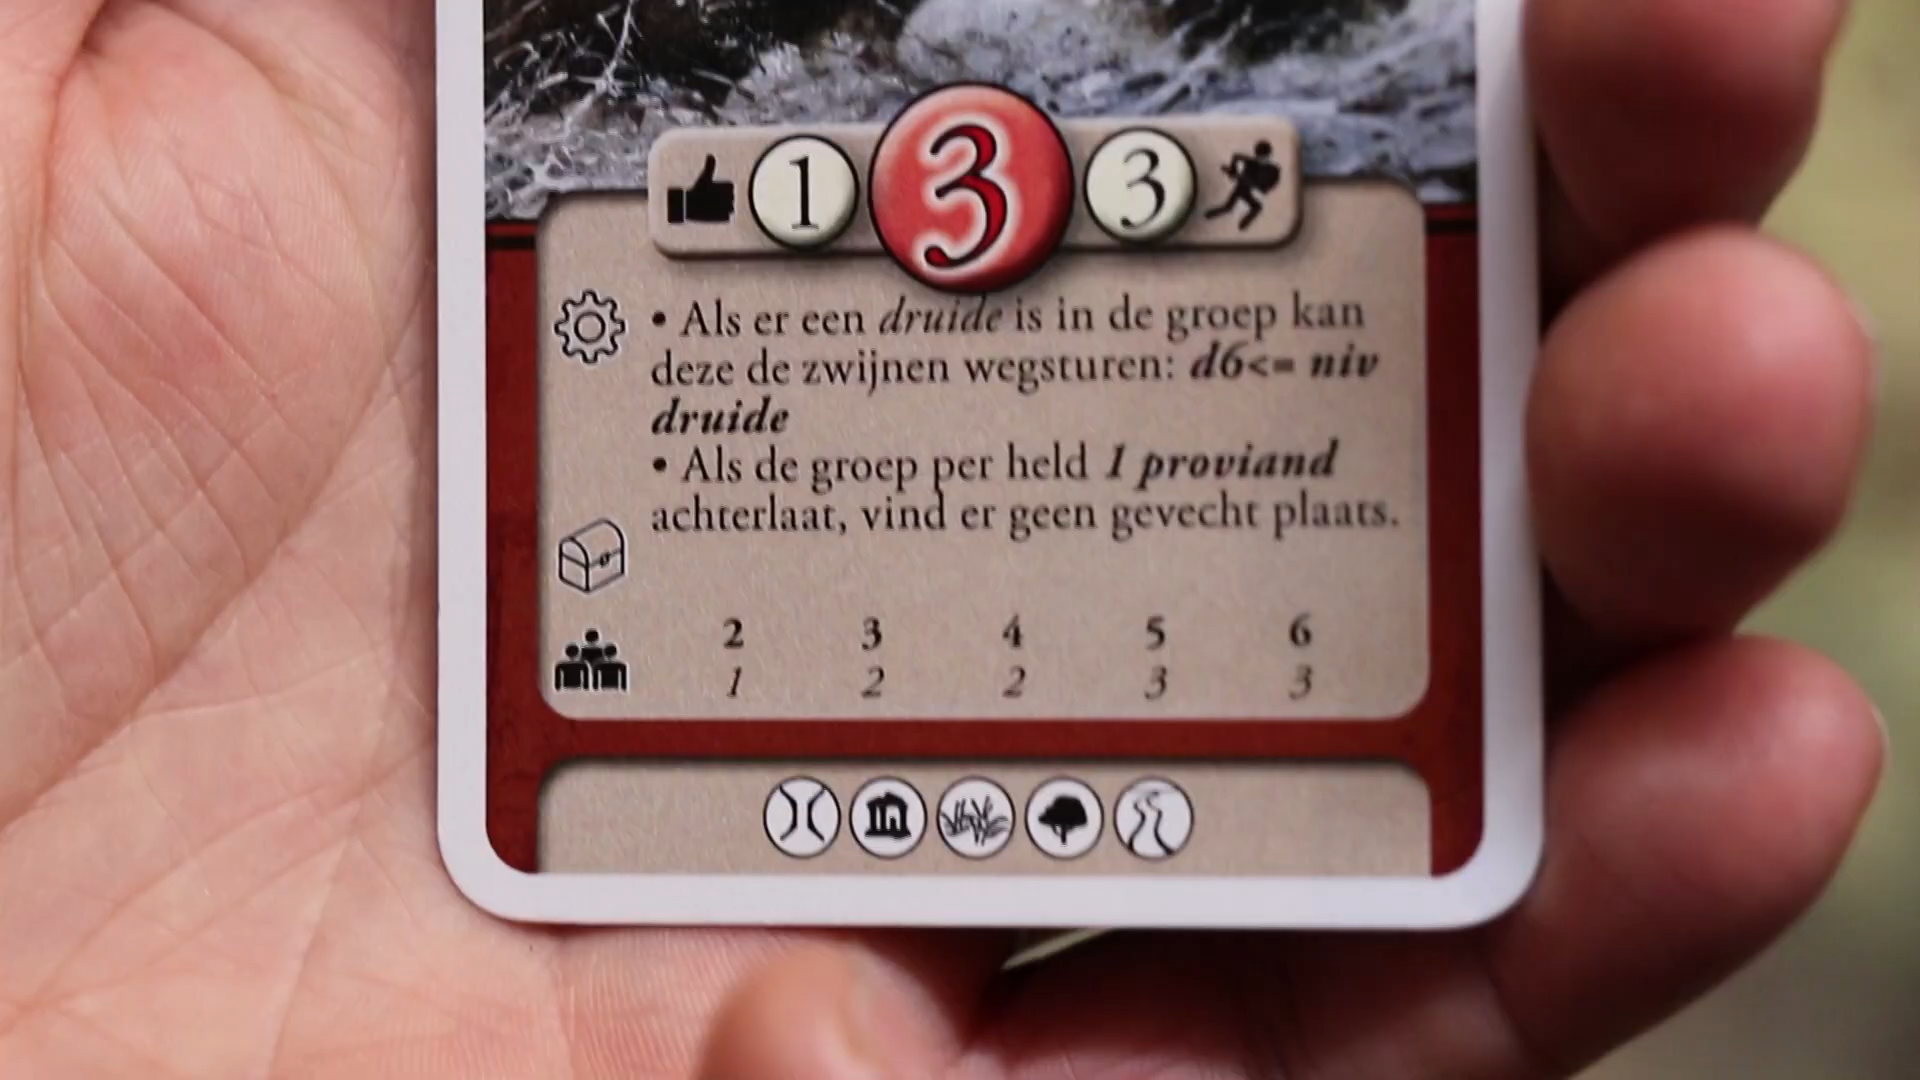 1 3 3
• Als er een druide is in de groep kan
deze de zwijnen wegsturen: d6<= niv
druide
• Als de groep per held 1 proviand
achterlaat, vind er geen gevecht plaats.
2 3 4 5 6
1 2 2 3 3